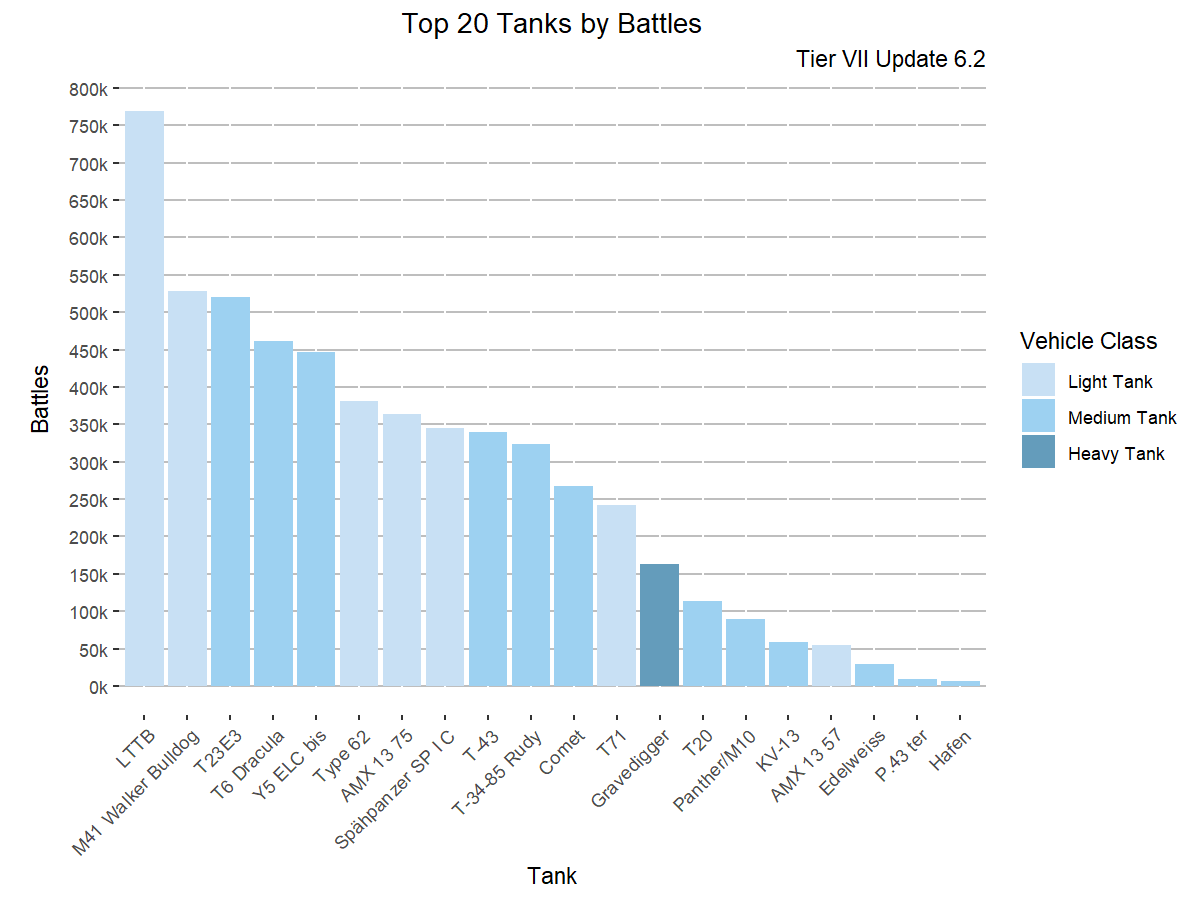 Top 20 Tanks by Battles
Tier VII Update 6.2
800k
750k
700k
650k
600k
550k
500k
450k
400k
350k
300k
250k
200k
150k
100k
50k
0k
Battles
LTTB
M41 Walker Bulldog
T23E3
T6 Dracula
Y5 ELC bis
Type 62
AMX 13 75
Spähpanzer SP I C
T-43
T-34-85 Rudy
Comet
T71
Gravedigger
T20
Panther/M10
KV-13
AMX 13 57
Edelweiss
P.43 ter
Hafen
Tank
Vehicle Class
Light Tank
Medium Tank
Heavy Tank